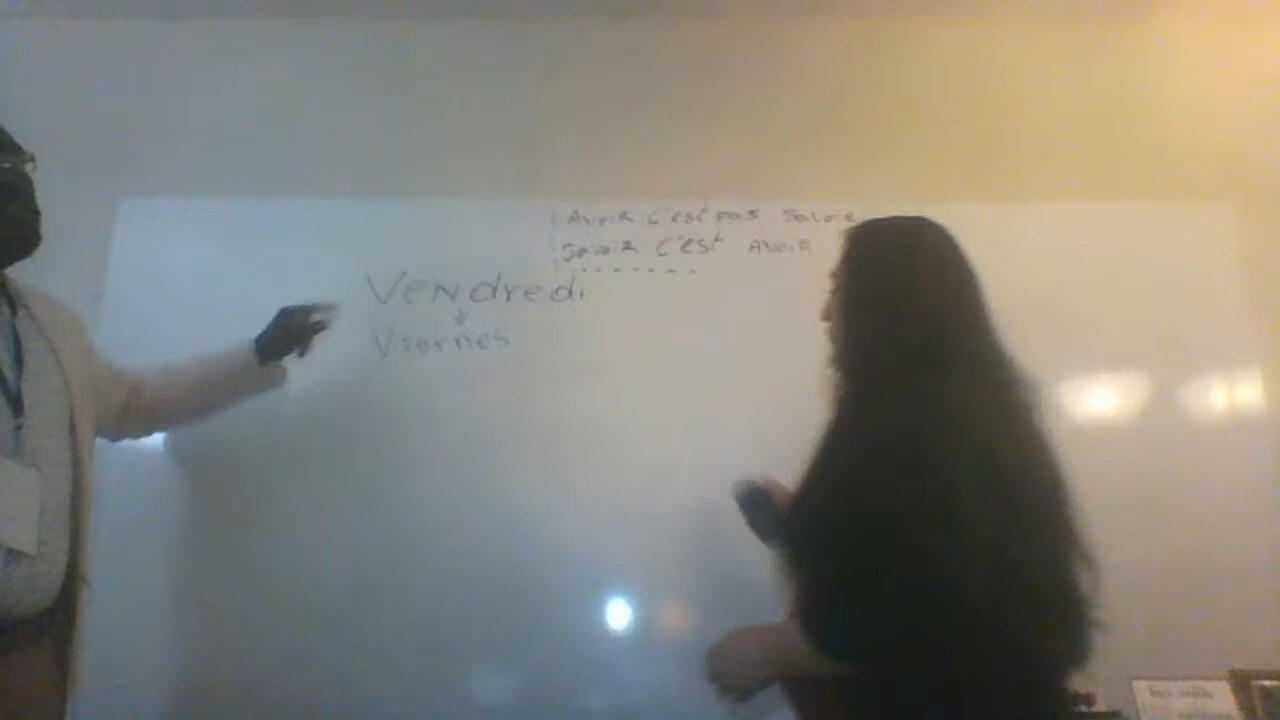 Avoir c'est pas Savoir
Savoir c'est Avoir
Vendredi
↓
Viernes